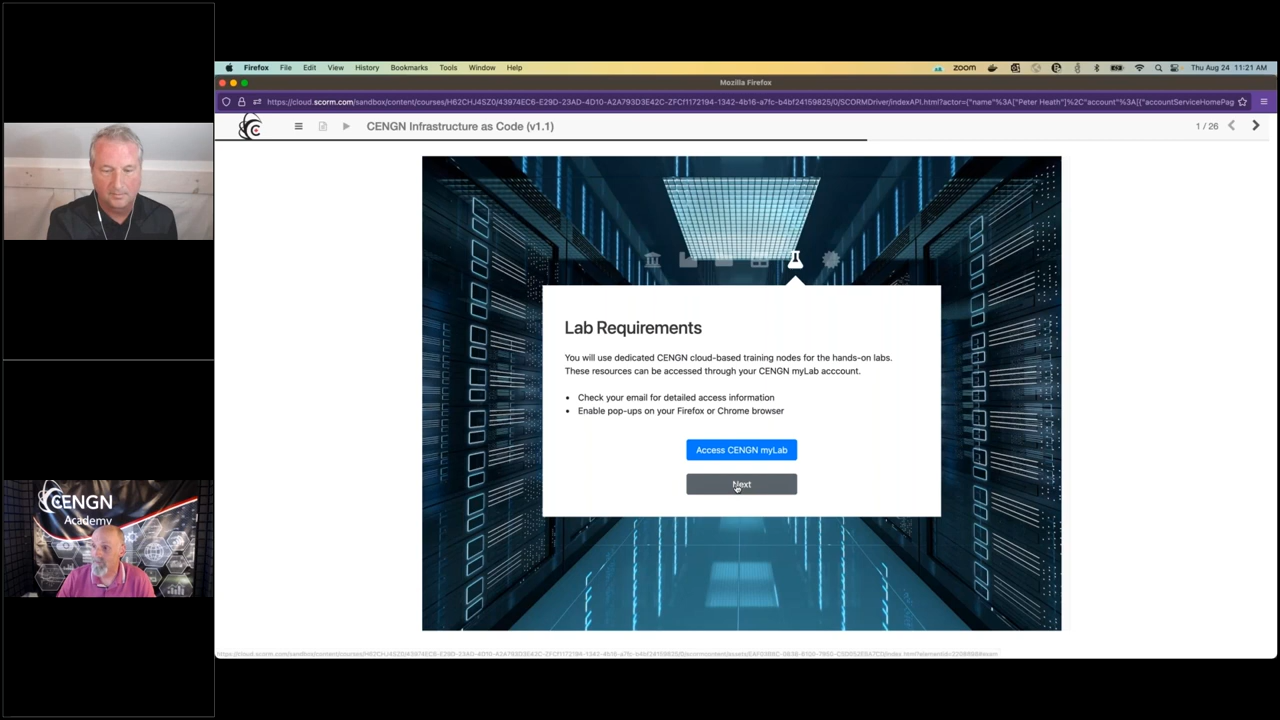 Firefox File Edit View History Bookmarks Tools Window Help
zoom
Thu Aug 24 11:21 AM
Mozilla Firefox
CENGN Infrastructure as Code (v1.1)
1 / 26
Lab Requirements
You will use dedicated CENGN cloud-based training nodes for the hands-on labs.
These resources can be accessed through your CENGN myLab acccount.
• Check your email for detailed access information
• Enable pop-ups on your Firefox or Chrome browser
Access CENGN myLab
Next
CENGN
Academy